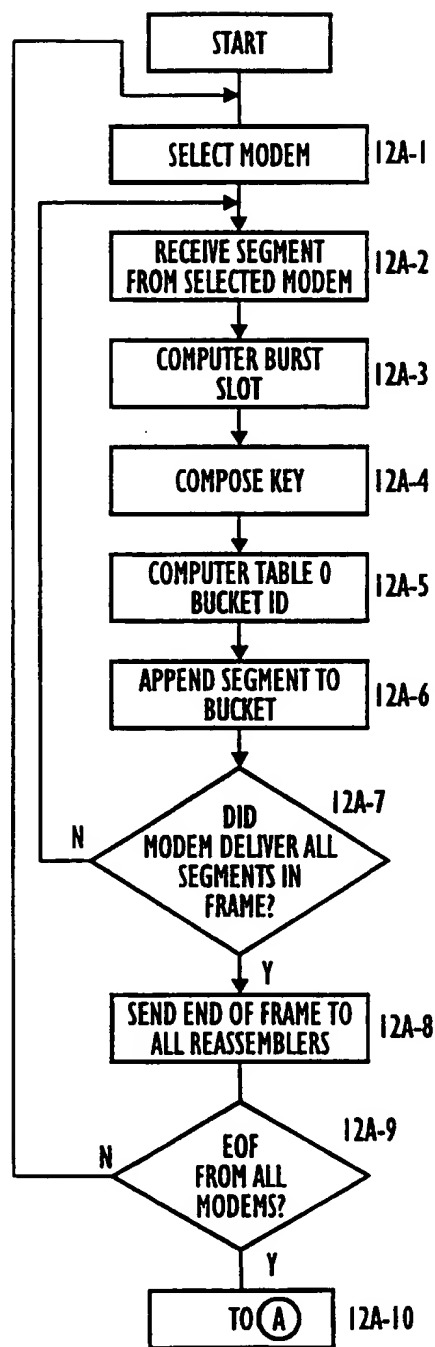 START
SELECT MODEM
12A-1
RECEIVE SEGMENT
FROM SELECTED MODEM
12A-2
COMPUTER BURST
SLOT
12A-3
COMPOSE KEY
12A-4
COMPUTER TABLE 0
BUCKET ID
12A-5
APPEND SEGMENT TO
BUCKET
12A-6
12A-7
DID
MODEM DELIVER ALL
SEGMENTS IN
FRAME?
N
Y
SEND END OF FRAME TO
ALL REASSEMBLERS
12A-8
12A-9
EOF
FROM ALL
MODEMS?
N
Y
TO A
12A-10